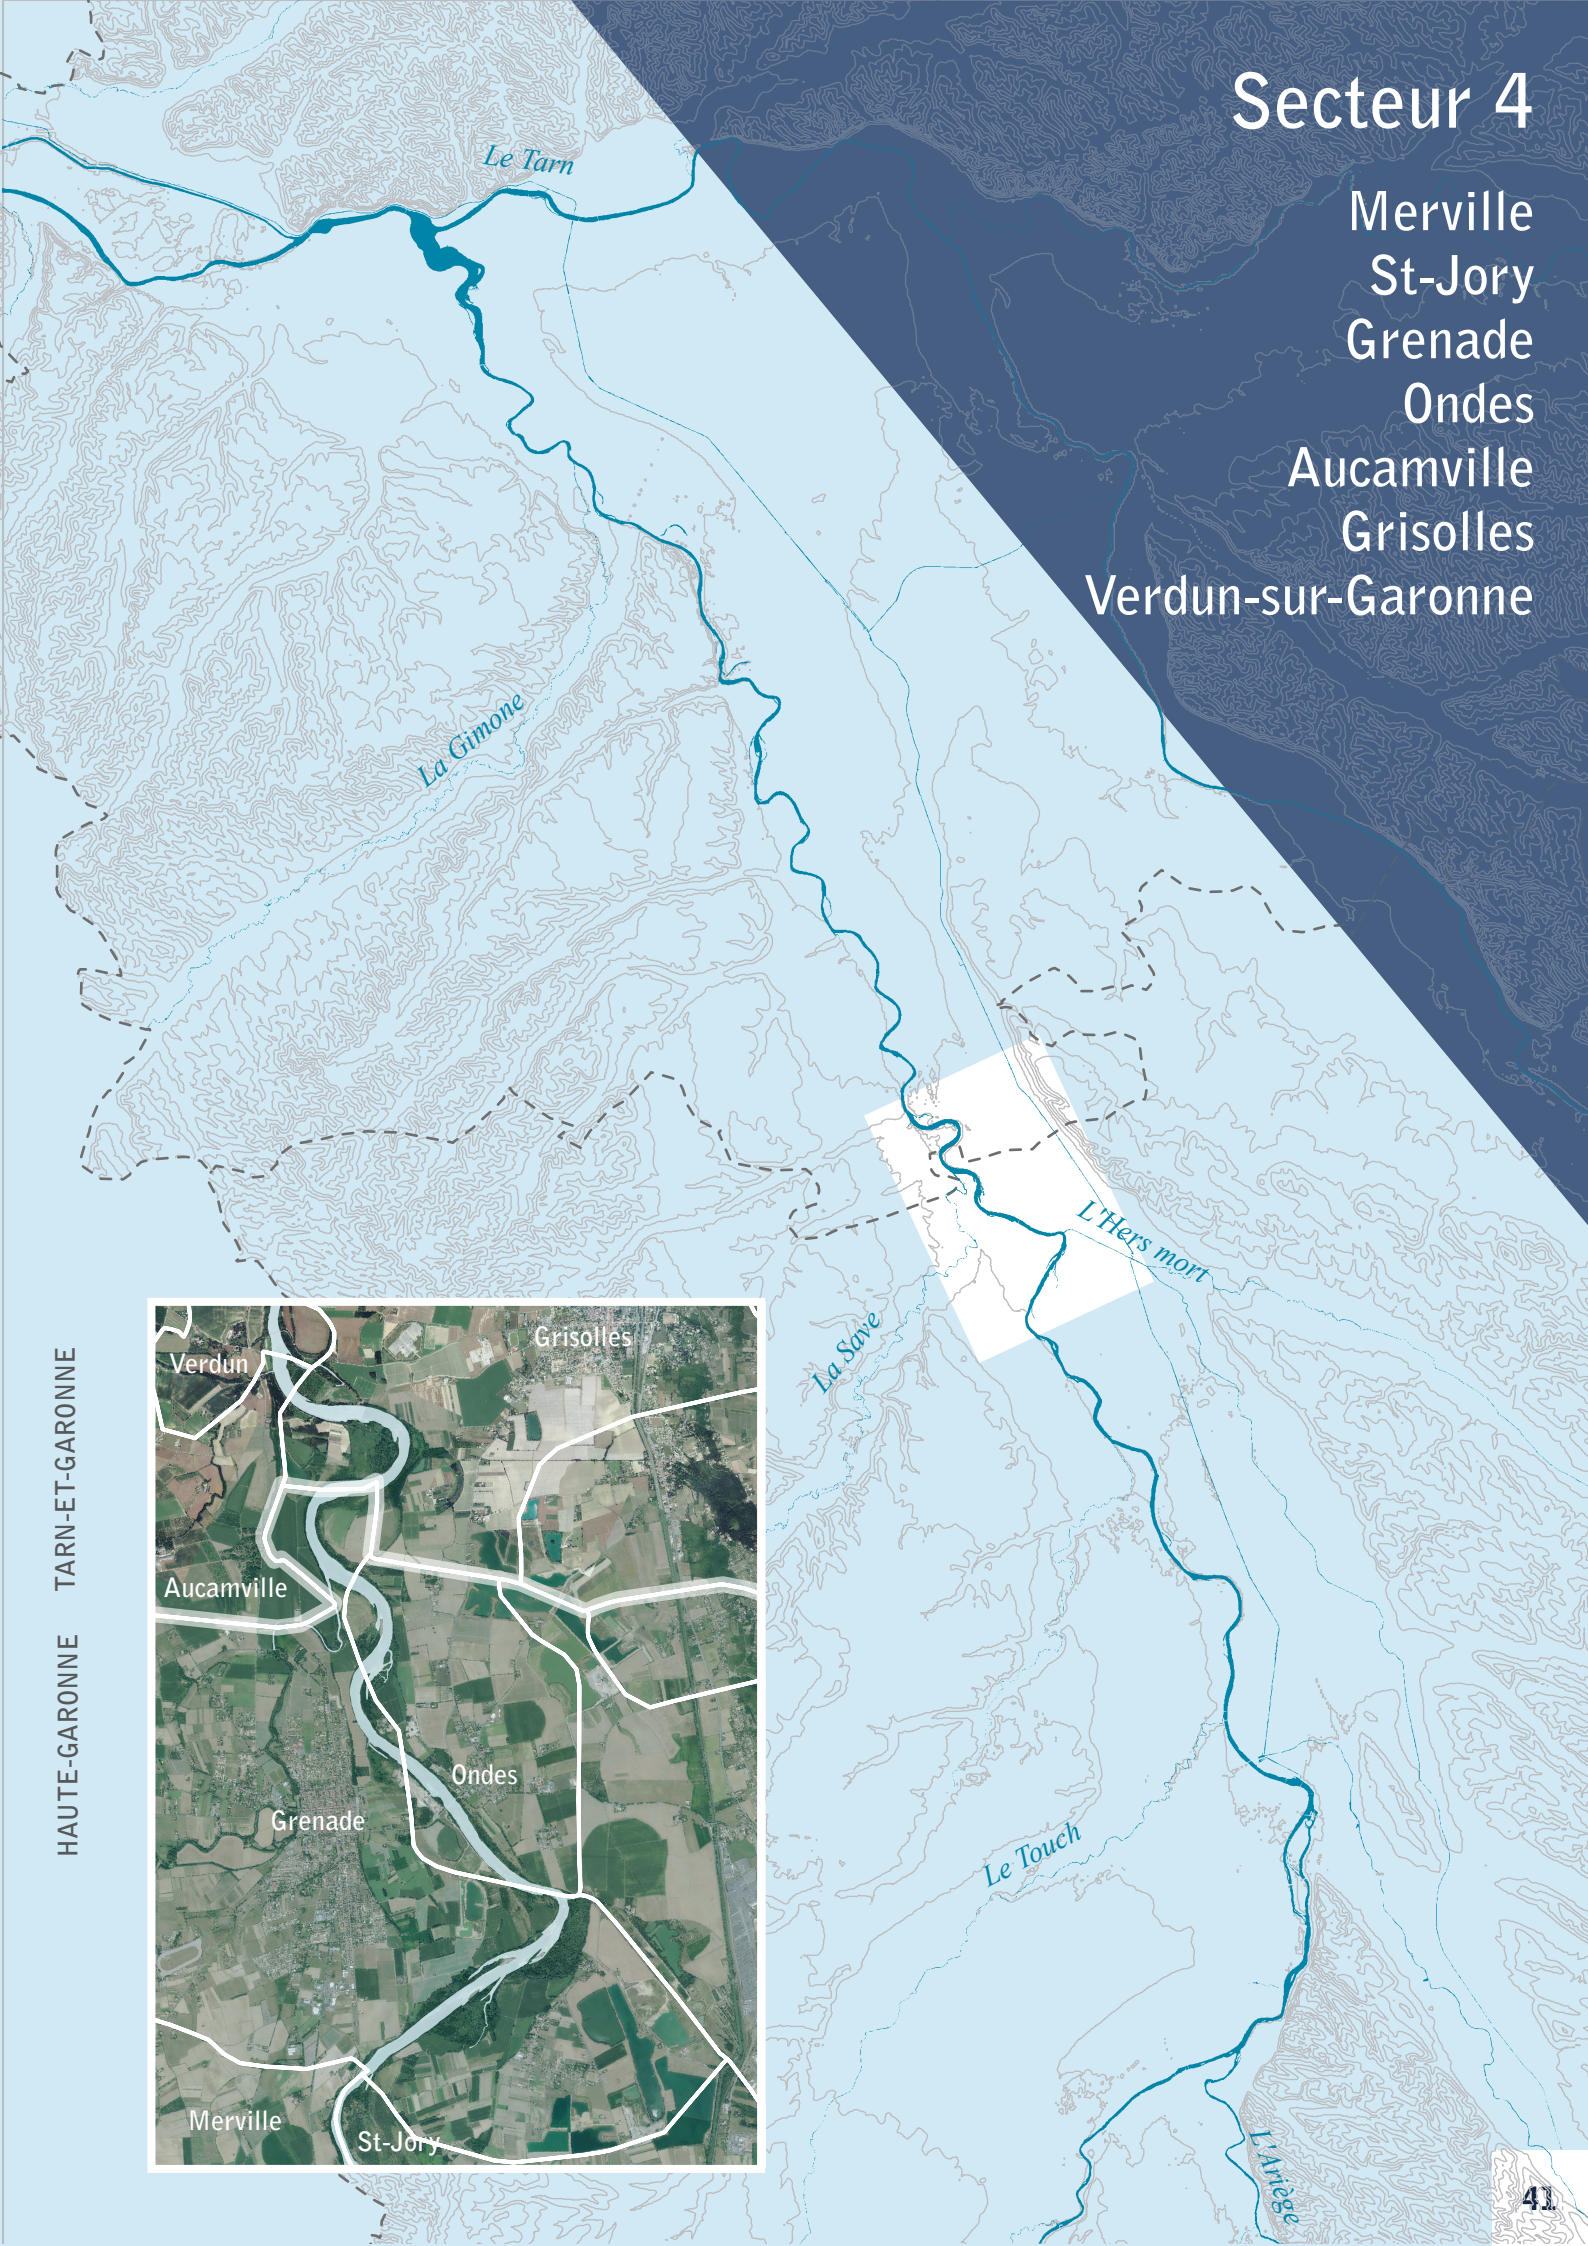 Secteur 4
Merville
St-Jory
Grenade
Ondes
Aucamville
Grisolles
Verdun-sur-Garonne
Le Tarn
La Gimone
L'Hers mort
La Save
Le Touch
L'Ariège
TARN-ET-GARONNE
HAUTE-GARONNE
Grisolles
Verdun
Aucamville
Ondes
Grenade
Merville
St-Jory
41